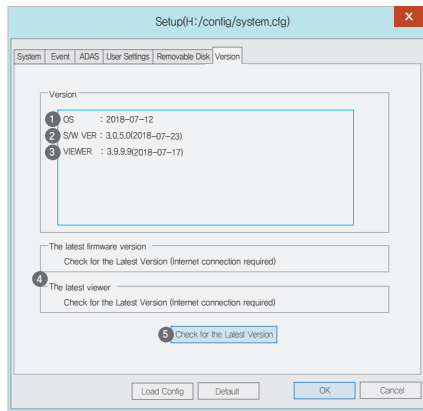 Setup(H:/config/system,cfg)
X
System Event ADAS User Settings Removable Disk Version
Version
1 OS : 2018-07-12
2 S/W VER : 3,0,5,0(2018-07-23)
3 VIEWER : 3,9,9,9(2018-07-17)
The latest firmware version
Check for the Latest Version (Internet connection required)
4
The latest viewer
Check for the Latest Version (Internet connection required)
5 Check for the Latest Version
Load Config Default OK Cancel